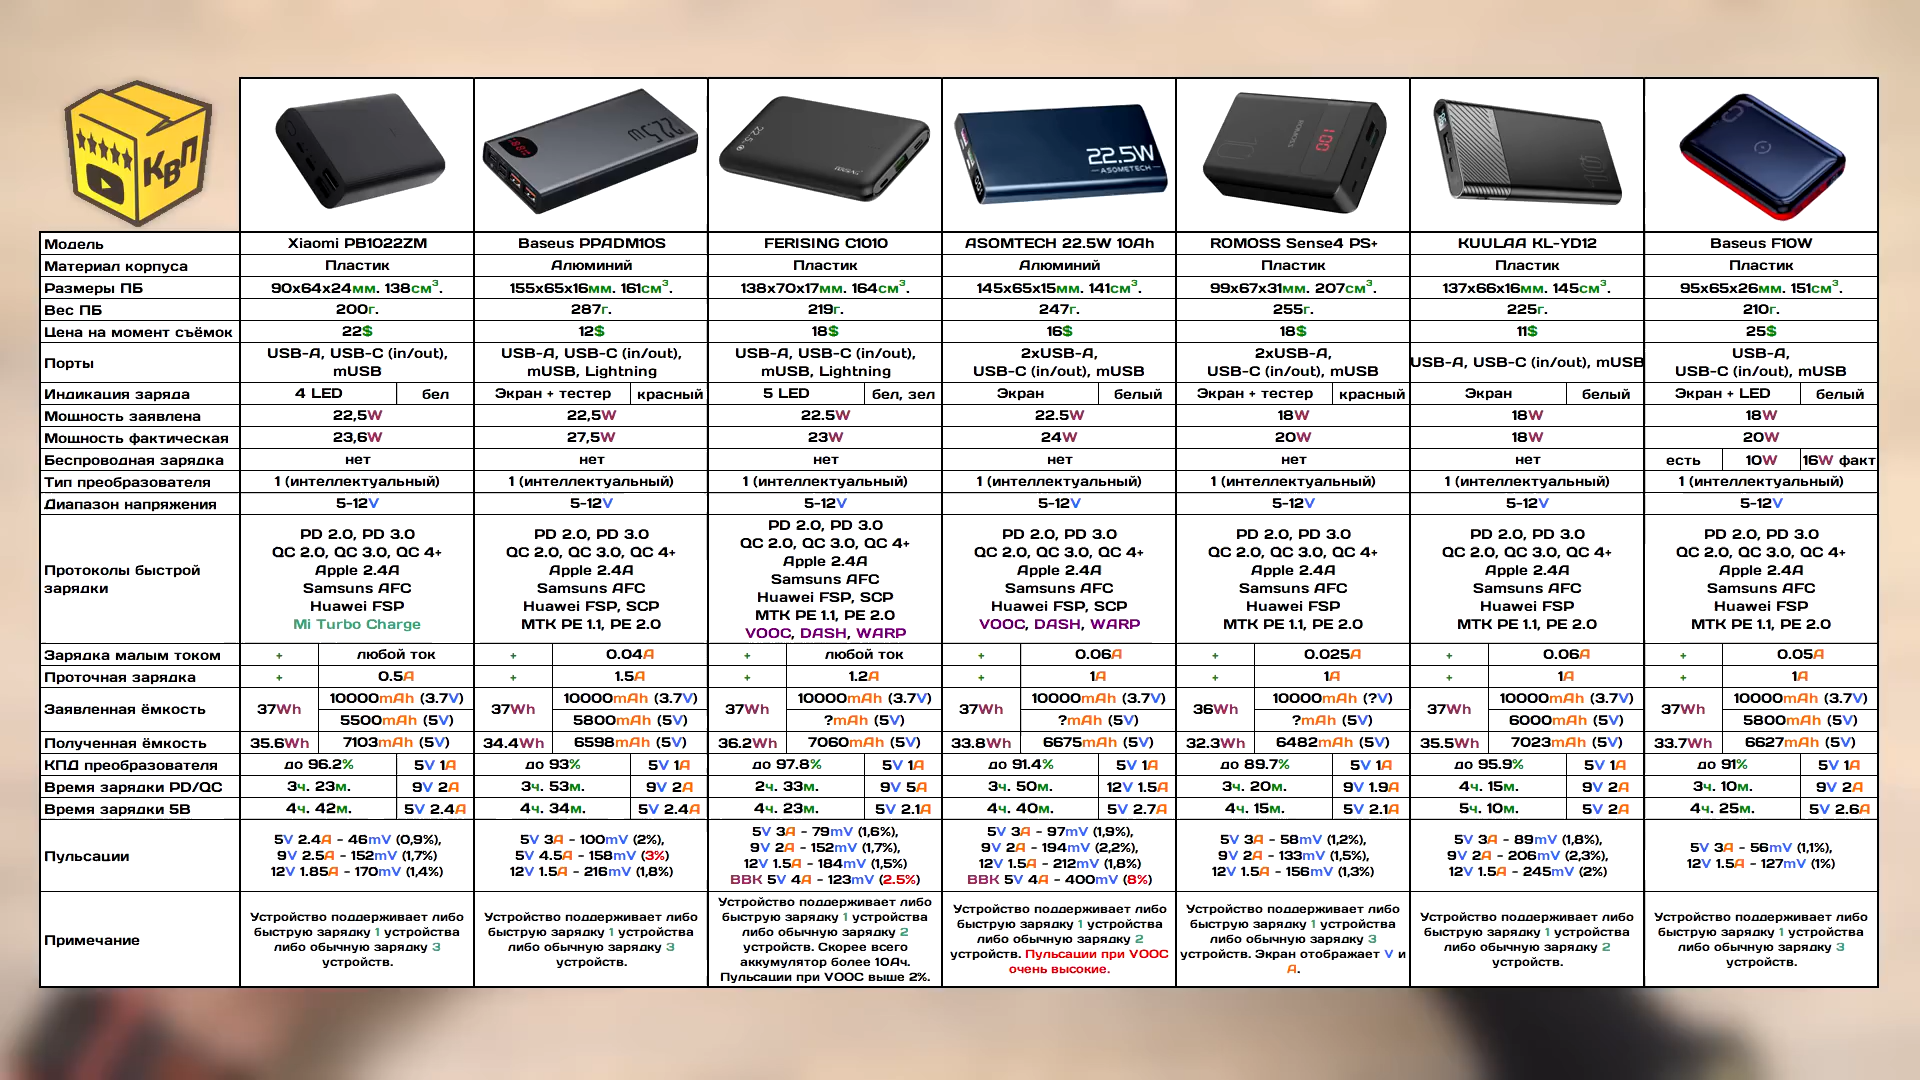 КвП
22.5W
22.5W
ASOMETECH
ROMOSS
001
Модель Xiaomi PB1022ZM Baseus PPADM10S FERISING C1010 ASOMTECH 22.5W 10Ah ROMOSS Sense4 PS+ KUULAA KL-YD12 Baseus F10W
Материал корпуса Пластик Алюминий Пластик Алюминий Пластик Пластик Пластик
Размеры ПБ 90x64x24мм. 138см³. 155x65x16мм. 161см³. 138x70x17мм. 164см³. 145x65x15мм. 141см³. 99x67x31мм. 207см³. 137x66x16мм. 145см³. 95x65x26мм. 151см³.
Вес ПБ 200г. 287г. 219г. 247г. 255г. 225г. 210г.
Цена на момент съёмок 22$ 12$ 18$ 16$ 18$ 11$ 25$
Порты USB-A, USB-C (in/out), mUSB USB-A, USB-C (in/out), mUSB, Lightning USB-A, USB-C (in/out), mUSB, Lightning 2xUSB-A, USB-C (in/out), mUSB 2xUSB-A, USB-C (in/out), mUSB USB-A, USB-C (in/out), mUSB USB-A, USB-C (in/out), mUSB
Индикация заряда 4 LED бел Экран + тестер красный 5 LED бел, зел Экран белый Экран + тестер красный Экран белый Экран + LED белый
Мощность заявлена 22,5W 22,5W 22.5W 22.5W 18W 18W 18W
Мощность фактическая 23,6W 27,5W 23W 24W 20W 18W 20W
Беспроводная зарядка нет нет нет нет нет нет есть 10W 16W факт
Тип преобразователя 1 (интеллектуальный) 1 (интеллектуальный) 1 (интеллектуальный) 1 (интеллектуальный) 1 (интеллектуальный) 1 (интеллектуальный) 1 (интеллектуальный)
Диапазон напряжения 5-12V 5-12V 5-12V 5-12V 5-12V 5-12V 5-12V
Протоколы быстрой
зарядки
PD 2.0, PD 3.0
QC 2.0, QC 3.0, QC 4+
Apple 2.4A
Samsuns AFC
Huawei FSP
Mi Turbo Charge
PD 2.0, PD 3.0
QC 2.0, QC 3.0, QC 4+
Apple 2.4A
Samsuns AFC
Huawei FSP, SCP
MTK PE 1.1, PE 2.0
PD 2.0, PD 3.0
QC 2.0, QC 3.0, QC 4+
Apple 2.4A
Samsuns AFC
Huawei FSP, SCP
MTK PE 1.1, PE 2.0
VOOC, DASH, WARP
PD 2.0, PD 3.0
QC 2.0, QC 3.0, QC 4+
Apple 2.4A
Samsuns AFC
Huawei FSP, SCP
VOOC, DASH, WARP
PD 2.0, PD 3.0
QC 2.0, QC 3.0, QC 4+
Apple 2.4A
Samsuns AFC
Huawei FSP
MTK PE 1.1, PE 2.0
PD 2.0, PD 3.0
QC 2.0, QC 3.0, QC 4+
Apple 2.4A
Samsuns AFC
Huawei FSP
MTK PE 1.1, PE 2.0
PD 2.0, PD 3.0
QC 2.0, QC 3.0, QC 4+
Apple 2.4A
Samsuns AFC
Huawei FSP
MTK PE 1.1, PE 2.0
Зарядка малым током + любой ток + 0.04A + любой ток + 0.06A + 0.025A + 0.06A + 0.05A
Проточная зарядка + 0.5A + 1.5A + 1.2A + 1A + 1A + 1A + 1A
Заявленная ёмкость 37Wh 10000mAh (3.7V) 5500mAh (5V) 37Wh 10000mAh (3.7V) 5800mAh (5V) 37Wh 10000mAh (3.7V) ?mAh (5V) 37Wh 10000mAh (3.7V) ?mAh (5V) 36Wh 10000mAh (?V) ?mAh (5V) 37Wh 10000mAh (3.7V) 6000mAh (5V) 37Wh 10000mAh (3.7V) 5800mAh (5V)
Полученная ёмкость 35.6Wh 7103mAh (5V) 34.4Wh 6598mAh (5V) 36.2Wh 7060mAh (5V) 33.8Wh 6675mAh (5V) 32.3Wh 6482mAh (5V) 35.5Wh 7023mAh (5V) 33.7Wh 6627mAh (5V)
КПД преобразователя до 96.2% 5V 1A до 93% 5V 1A до 97.8% 5V 1A до 91.4% 5V 1A до 89.7% 5V 1A до 95.9% 5V 1A до 91% 5V 1A
Время зарядки PD/QC 3ч. 23м. 9V 2A 3ч. 53м. 9V 2A 2ч. 33м. 9V 5A 3ч. 50м. 12V 1.5A 3ч. 20м. 9V 1.9A 4ч. 15м. 9V 2A 3ч. 10м. 9V 2A
Время зарядки 5В 4ч. 42м. 5V 2.4A 4ч. 34м. 5V 2.4A 4ч. 23м. 5V 2.1A 4ч. 40м. 5V 2.7A 4ч. 15м. 5V 2.1A 5ч. 10м. 5V 2A 4ч. 25м. 5V 2.6A
Пульсации
5V 2.4A - 46mV (0,9%),
9V 2.5A - 152mV (1,7%)
12V 1.85A - 170mV (1,4%)
5V 3A - 100mV (2%),
5V 4.5A - 158mV (3%)
12V 1.5A - 216mV (1,8%)
5V 3A - 79mV (1,6%),
9V 2A - 152mV (1,7%),
12V 1.5A - 184mV (1,5%)
BBK 5V 4A - 123mV (2.5%)
5V 3A - 97mV (1,9%),
9V 2A - 194mV (2,2%),
12V 1.5A - 212mV (1,8%)
BBK 5V 4A - 400mV (8%)
5V 3A - 58mV (1,2%),
9V 2A - 133mV (1,5%),
12V 1.5A - 156mV (1,3%)
5V 3A - 89mV (1,8%),
9V 2A - 206mV (2,3%),
12V 1.5A - 245mV (2%)
5V 3A - 56mV (1,1%),
12V 1.5A - 127mV (1%)
Примечание
Устройство поддерживает либо
быструю зарядку 1 устройства
либо обычную зарядку 3
устройств.
Устройство поддерживает либо
быструю зарядку 1 устройства
либо обычную зарядку 3
устройств.
Устройство поддерживает либо
быструю зарядку 1 устройства
либо обычную зарядку 2
устройств. Скорее всего
аккумулятор более 10Ач.
Пульсации при VOOC выше 2%.
Устройство поддерживает либо
быструю зарядку 1 устройства
либо обычную зарядку 2
устройств. Пульсации при VOOC
очень высокие.
Устройство поддерживает либо
быструю зарядку 1 устройства
либо обычную зарядку 3
устройств. Экран отображает V и
A.
Устройство поддерживает либо
быструю зарядку 1 устройства
либо обычную зарядку 2
устройств.
Устройство поддерживает либо
быструю зарядку 1 устройства
либо обычную зарядку 3
устройств.